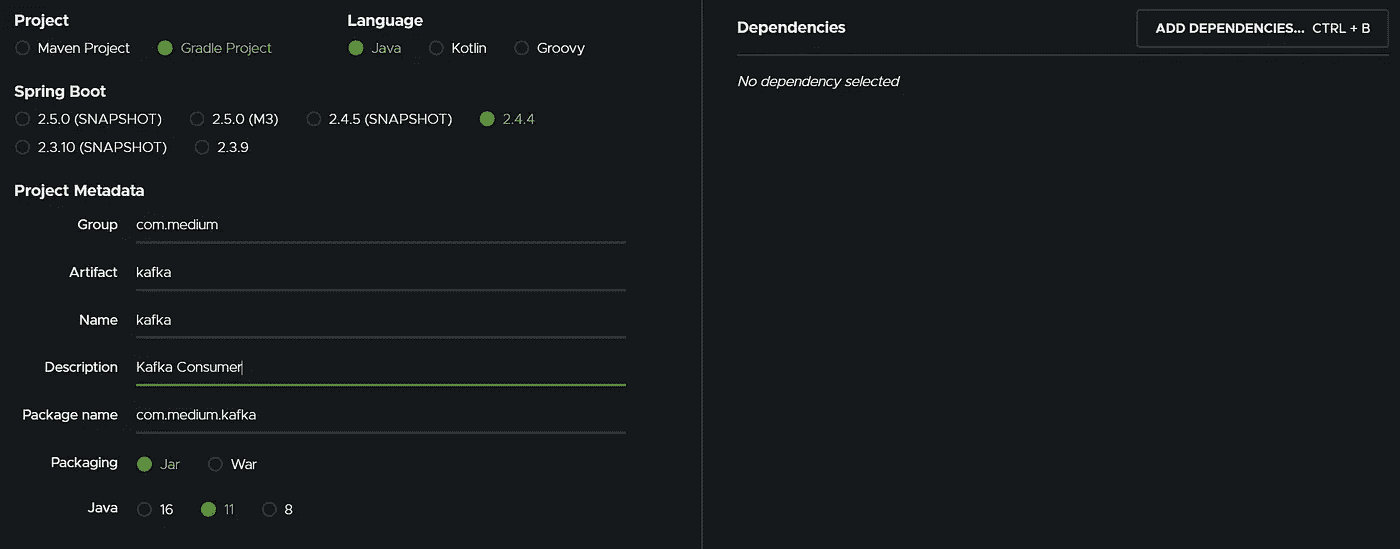 Project
Maven Project Gradle Project
Language
Java Kotlin Groovy
Spring Boot
2.5.0 (SNAPSHOT) 2.5.0 (M3) 2.4.5 (SNAPSHOT) 2.4.4
2.3.10 (SNAPSHOT) 2.3.9
Project Metadata
Group com.medium
Artifact kafka
Name kafka
Description Kafka Consumer
Package name com.medium.kafka
Packaging Jar War
Java 16 11 8
Dependencies
ADD DEPENDENCIES... CTRL + B
No dependency selected